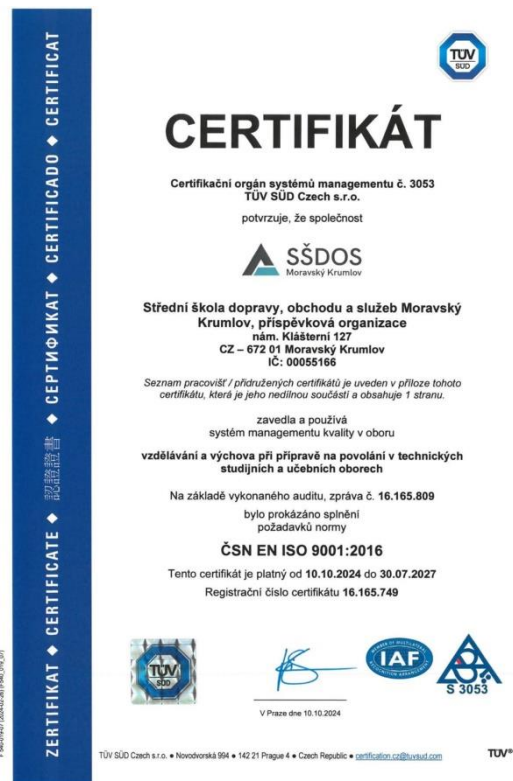 TÜV
SÜD
CERTIFIKÁT
Certifikační orgán systémů managementu č. 3053
TÜV SÜD Czech s.r.o.
potvrzuje, že společnost
SŠDOS
Moravský Krumlov
Střední škola dopravy, obchodu a služeb Moravský
Krumlov, příspěvková organizace
nám. Klášterní 127
CZ – 672 01 Moravský Krumlov
IČ: 00055166
Seznam pracovišť / přidružených certifikátů je uveden v příloze tohoto
certifikátu, která je jeho nedílnou součástí a obsahuje 1 stranu.
zavedla a používá
systém managementu kvality v oboru
vzdělávání a výchova při přípravě na povolání v technických
studijních a učebních oborech
Na základě vykonaného auditu, zpráva č. 16.165.809
bylo prokázáno splnění
požadavků normy
ČSN EN ISO 9001:2016
Tento certifikát je platný od 10.10.2024 do 30.07.2027
Registrační číslo certifikátu 16.165.749
TÜV
SÜD
IAF
S 3053
V Praze dne 10.10.2024
TÜV SÜD Czech s.r.o. ● Novodvorská 994 ● 142 21 Prague 4 ● Czech Republic ● certification.cz@tuvsud.com
TÜV®
ZERTIFIKAT ◆ CERTIFICATE ◆ 認證證書 ◆ СЕРТИФИКАТ ◆ CERTIFICADO ◆ CERTIFICAT